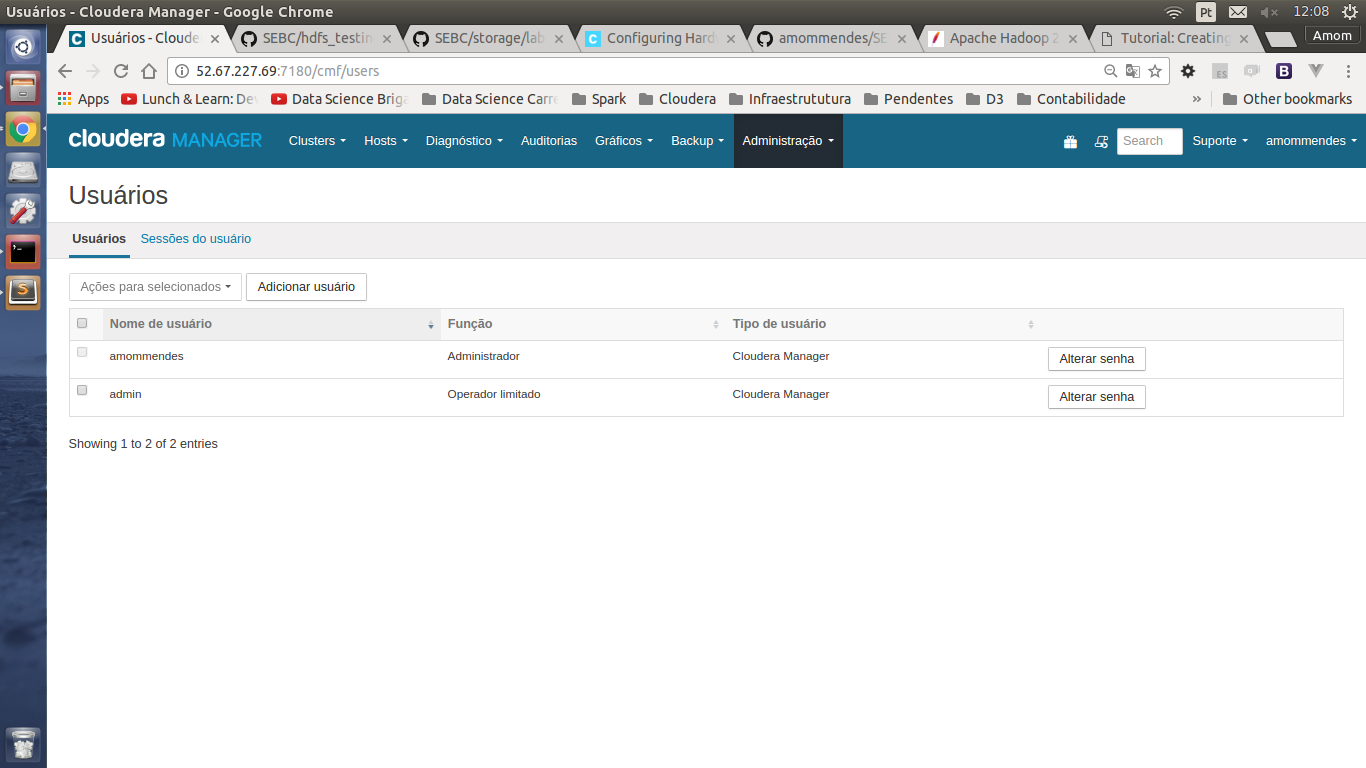 Usuários - Cloudera Manager - Google Chrome
Pt
12:08
Usuários - Cloude
SEBC/hdfs_testin
SEBC/storage/lab
Configuring Hard
amommendes/SE
Apache Hadoop 2
Tutorial: Creating
Amom
52.67.227.69:7180/cmf/users
ES
B
Apps
Lunch & Learn: De
Data Science Briga
Data Science Carre
Spark
Cloudera
Infraestrututura
Pendentes
D3
Contabilidade
»
Other bookmarks
cloudera MANAGER
Clusters
Hosts
Diagnóstico
Auditorias
Gráficos
Backup
Administração
Search
Suporte
amommendes
Usuários
Usuários
Sessões do usuário
Ações para selecionados
Adicionar usuário
Nome de usuário
Função
Tipo de usuário
amommendes
Administrador
Cloudera Manager
Alterar senha
admin
Operador limitado
Cloudera Manager
Alterar senha
Showing 1 to 2 of 2 entries